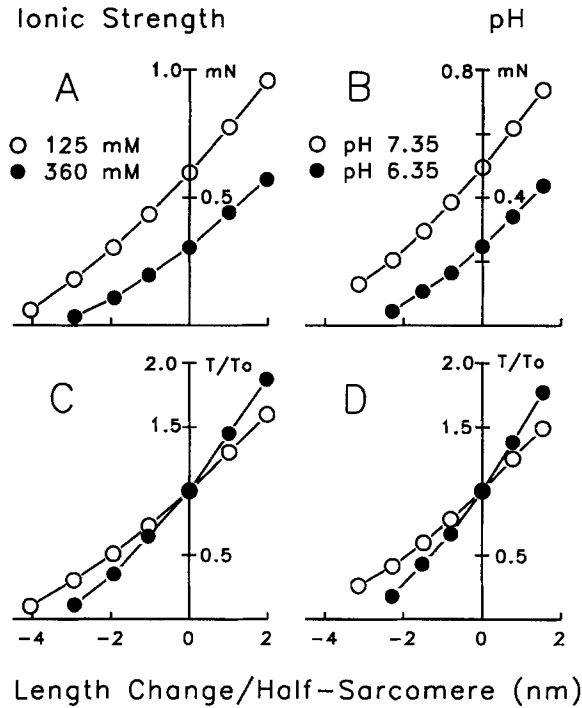 Ionic Strength pH
A 1.0 mN B 0.8 mN
125 mM pH 7.35
360 mM pH 6.35
0.5 0.4
C 2.0 T/To D 2.0 T/To
1.5 1.5
0.5 0.5
-4 -2 0 2 -4 -2 0 2
Length Change/Half-Sarcomere (nm)